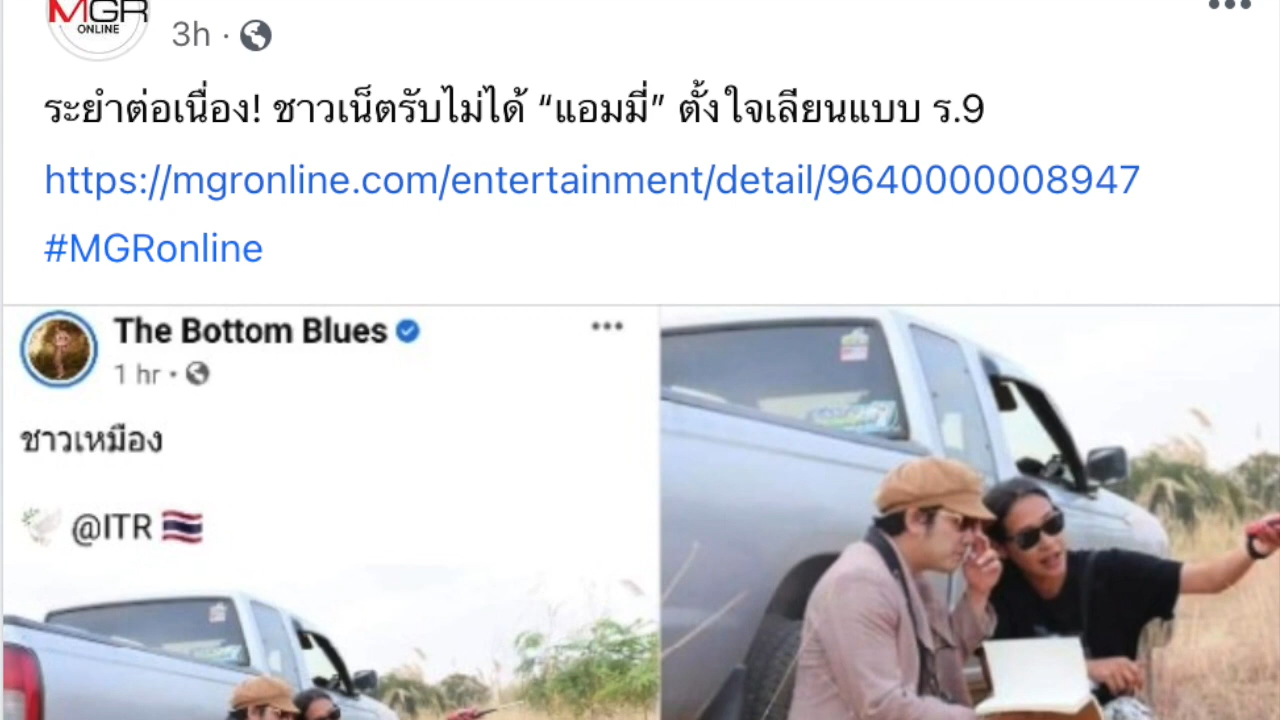 MGR
ONLINE
3h ·
ระยำต่อเนื่อง! ชาวเน็ตรับไม่ได้ “แอมมี่” ตั้งใจเลียนแบบ ร.9
https://mgronline.com/entertainment/detail/9640000008947
#MGRonline
The Bottom Blues
1 hr ·
ชาวเหมือง
@ITR